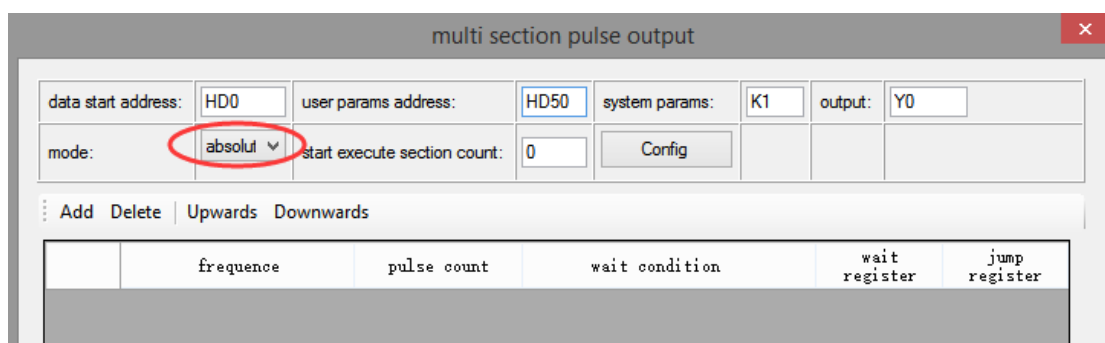 multi section pulse output
data start address: HD0 user params address: HD50 system params: K1 output: Y0
mode: absolut start execute section count: 0 Config
Add Delete Upwards Downwards
frequence pulse count wait condition wait register jump register